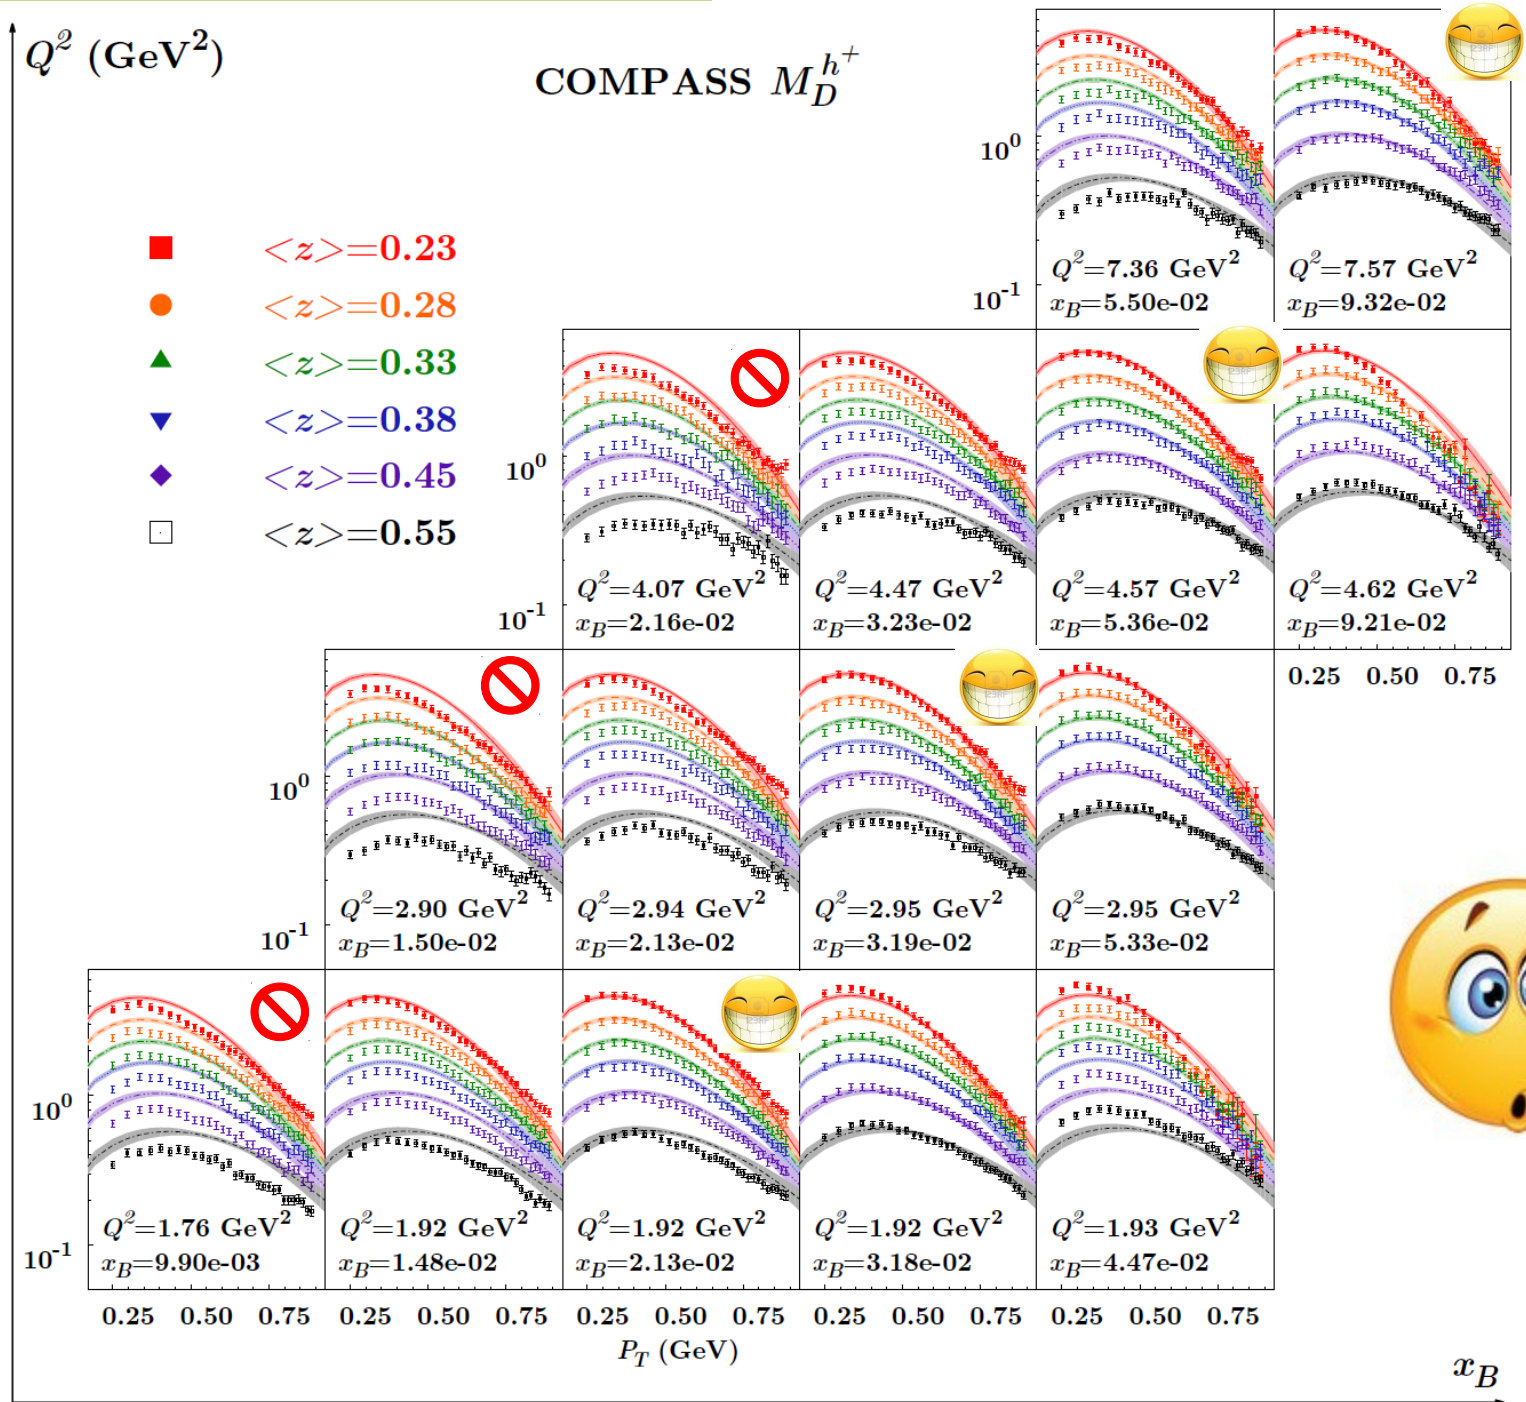 Q² (GeV²)
COMPASS M_D^{h⁺}
<z>=0.23
<z>=0.28
<z>=0.33
<z>=0.38
<z>=0.45
<z>=0.55
10⁰
10⁻¹
Q²=7.36 GeV²
x_B=5.50e-02
Q²=7.57 GeV²
x_B=9.32e-02
10⁰
10⁻¹
Q²=4.07 GeV²
x_B=2.16e-02
Q²=4.47 GeV²
x_B=3.23e-02
Q²=4.57 GeV²
x_B=5.36e-02
Q²=4.62 GeV²
x_B=9.21e-02
0.25 0.50 0.75
10⁰
10⁻¹
Q²=2.90 GeV²
x_B=1.50e-02
Q²=2.94 GeV²
x_B=2.13e-02
Q²=2.95 GeV²
x_B=3.19e-02
Q²=2.95 GeV²
x_B=5.33e-02
10⁰
10⁻¹
Q²=1.76 GeV²
x_B=9.90e-03
Q²=1.92 GeV²
x_B=1.48e-02
Q²=1.92 GeV²
x_B=2.13e-02
Q²=1.92 GeV²
x_B=3.18e-02
Q²=1.93 GeV²
x_B=4.47e-02
0.25 0.50 0.75 0.25 0.50 0.75 0.25 0.50 0.75 0.25 0.50 0.75 0.25 0.50 0.75
P_T (GeV)
x_B